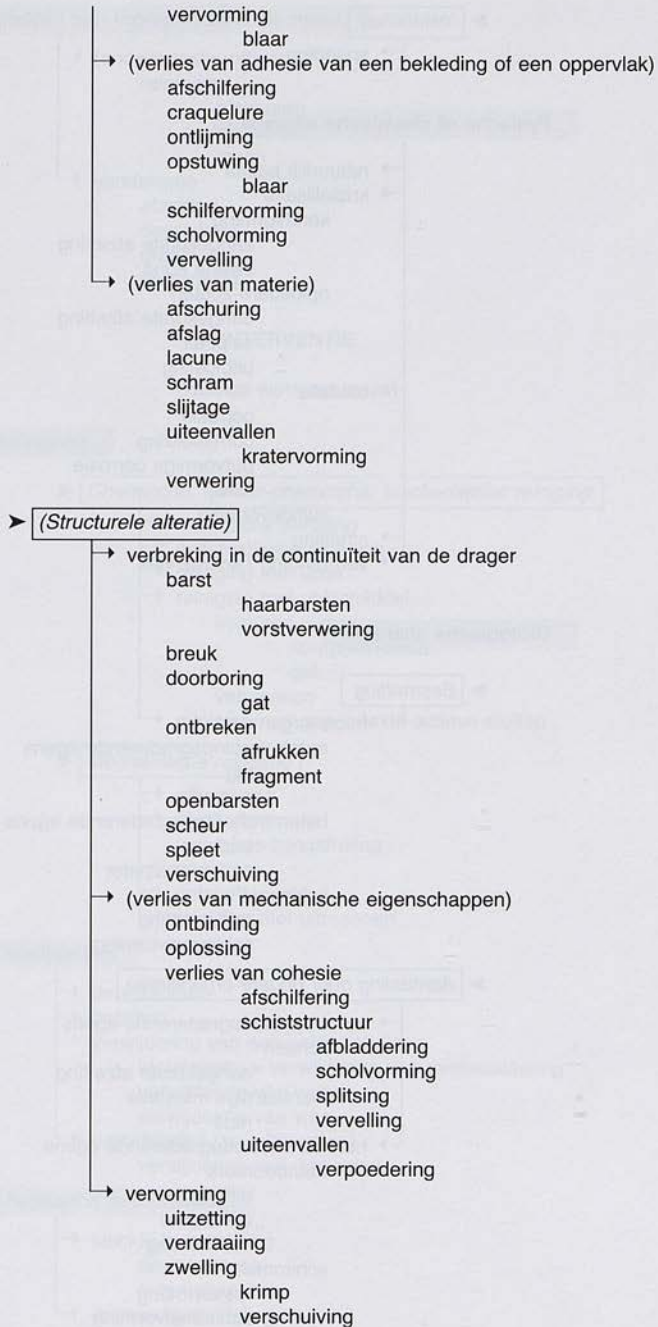 vervorming
blaar
(verlies van adhesie van een bekleding of een oppervlak)
afschilfering
craquelure
ontlijming
opstuwing
blaar
schilfervorming
scholvorming
vervelling
(verlies van materie)
afschuring
afslag
lacune
schram
slijtage
uiteenvallen
kratervorming
verwering
(Structurele alteratie)
verbreking in de continuïteit van de drager
barst
haarbarsten
vorstverwering
breuk
doorboring
gat
ontbreken
afrukken
fragment
openbarsten
scheur
spleet
verschuiving
(verlies van mechanische eigenschappen)
ontbinding
oplossing
verlies van cohesie
afschilfering
schiststructuur
afbladdering
scholvorming
splitsing
vervelling
uiteenvallen
verpoedering
vervorming
uitzetting
verdraaiing
zwelling
krimp
verschuiving